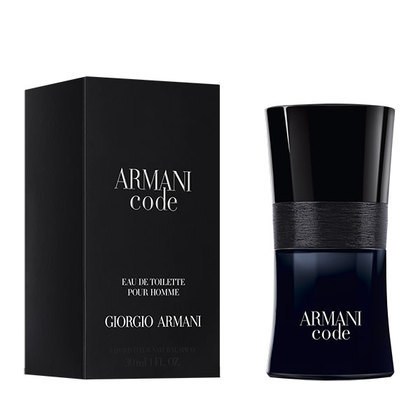 ARMANI
code
EAU DE TOILETTE
POUR HOMME
GIORGIO ARMANI
ARMANI
code